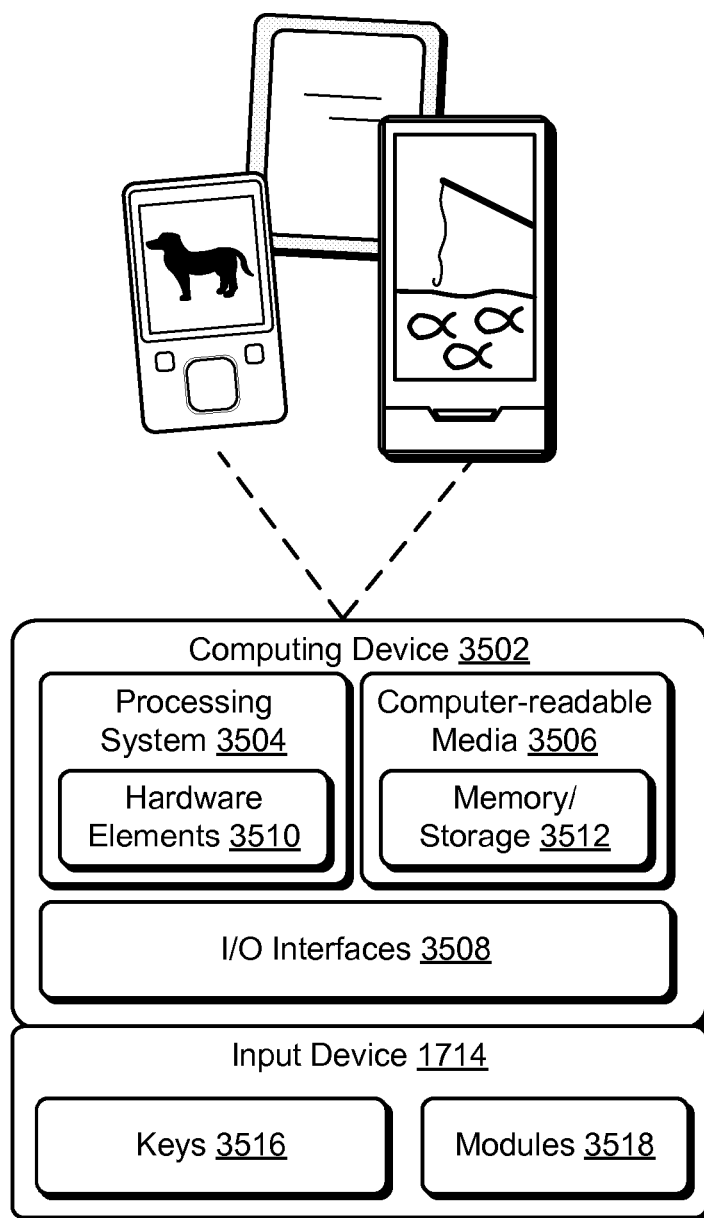 Computing Device 3502
Processing
System 3504
Hardware
Elements 3510
Computer-readable
Media 3506
Memory/
Storage 3512
I/O Interfaces 3508
Input Device 1714
Keys 3516
Modules 3518